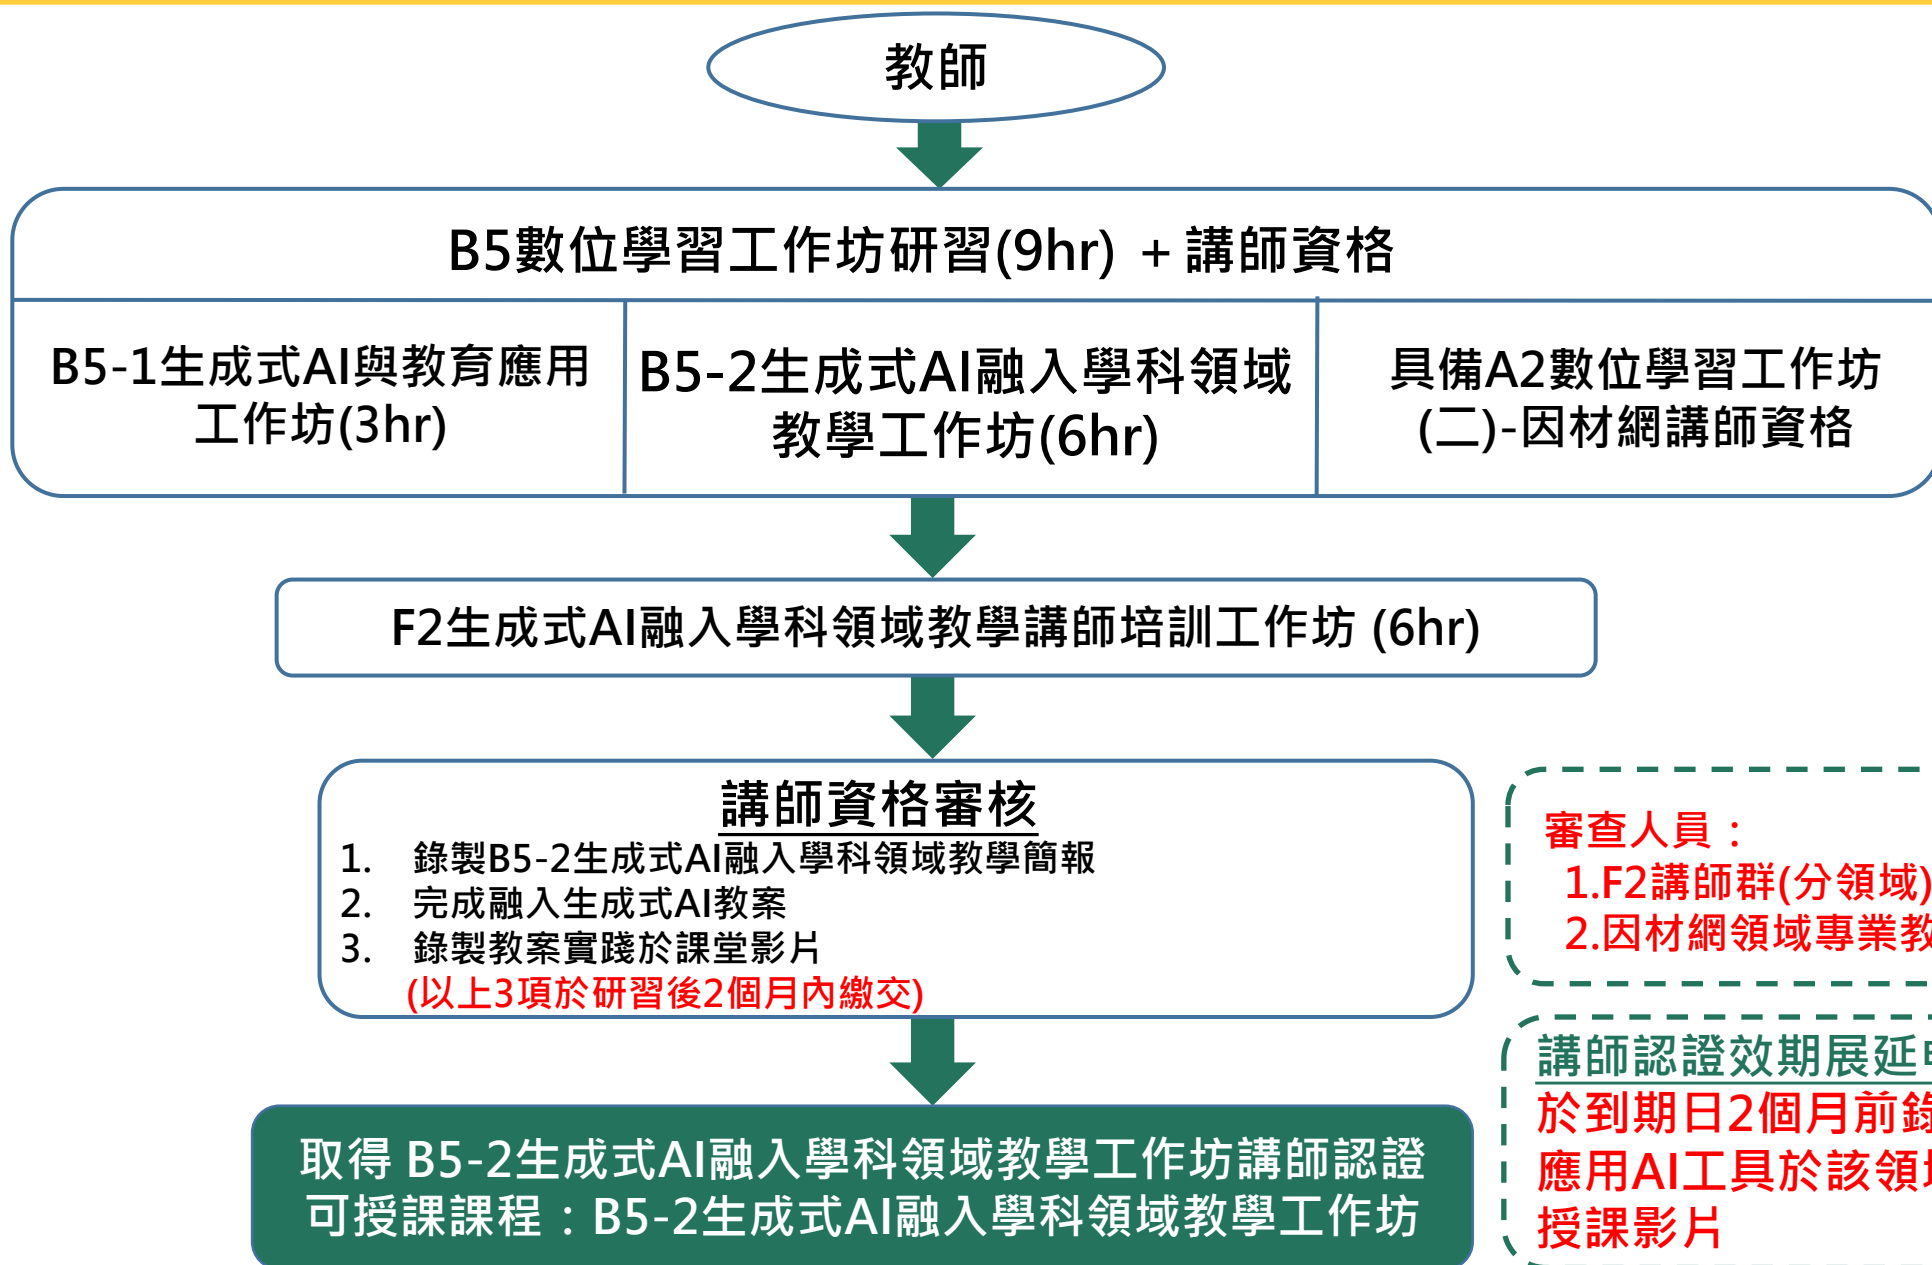 教師
B5數位學習工作坊研習(9hr) + 講師資格
B5-1生成式AI與教育應用
工作坊(3hr)
B5-2生成式AI融入學科領域
教學工作坊(6hr)
具備A2數位學習工作坊
(二)-因材網講師資格
F2生成式AI融入學科領域教學講師培訓工作坊 (6hr)
講師資格審核
1. 錄製B5-2生成式AI融入學科領域教學簡報
2. 完成融入生成式AI教案
3. 錄製教案實踐於課堂影片
(以上3項於研習後2個月內繳交)
審查人員：
1.F2講師群(分領域)
2.因材網領域專業教
講師認證效期展延
於到期日2個月前錄
應用AI工具於該領域
授課影片
取得 B5-2生成式AI融入學科領域教學工作坊講師認證
可授課課程：B5-2生成式AI融入學科領域教學工作坊